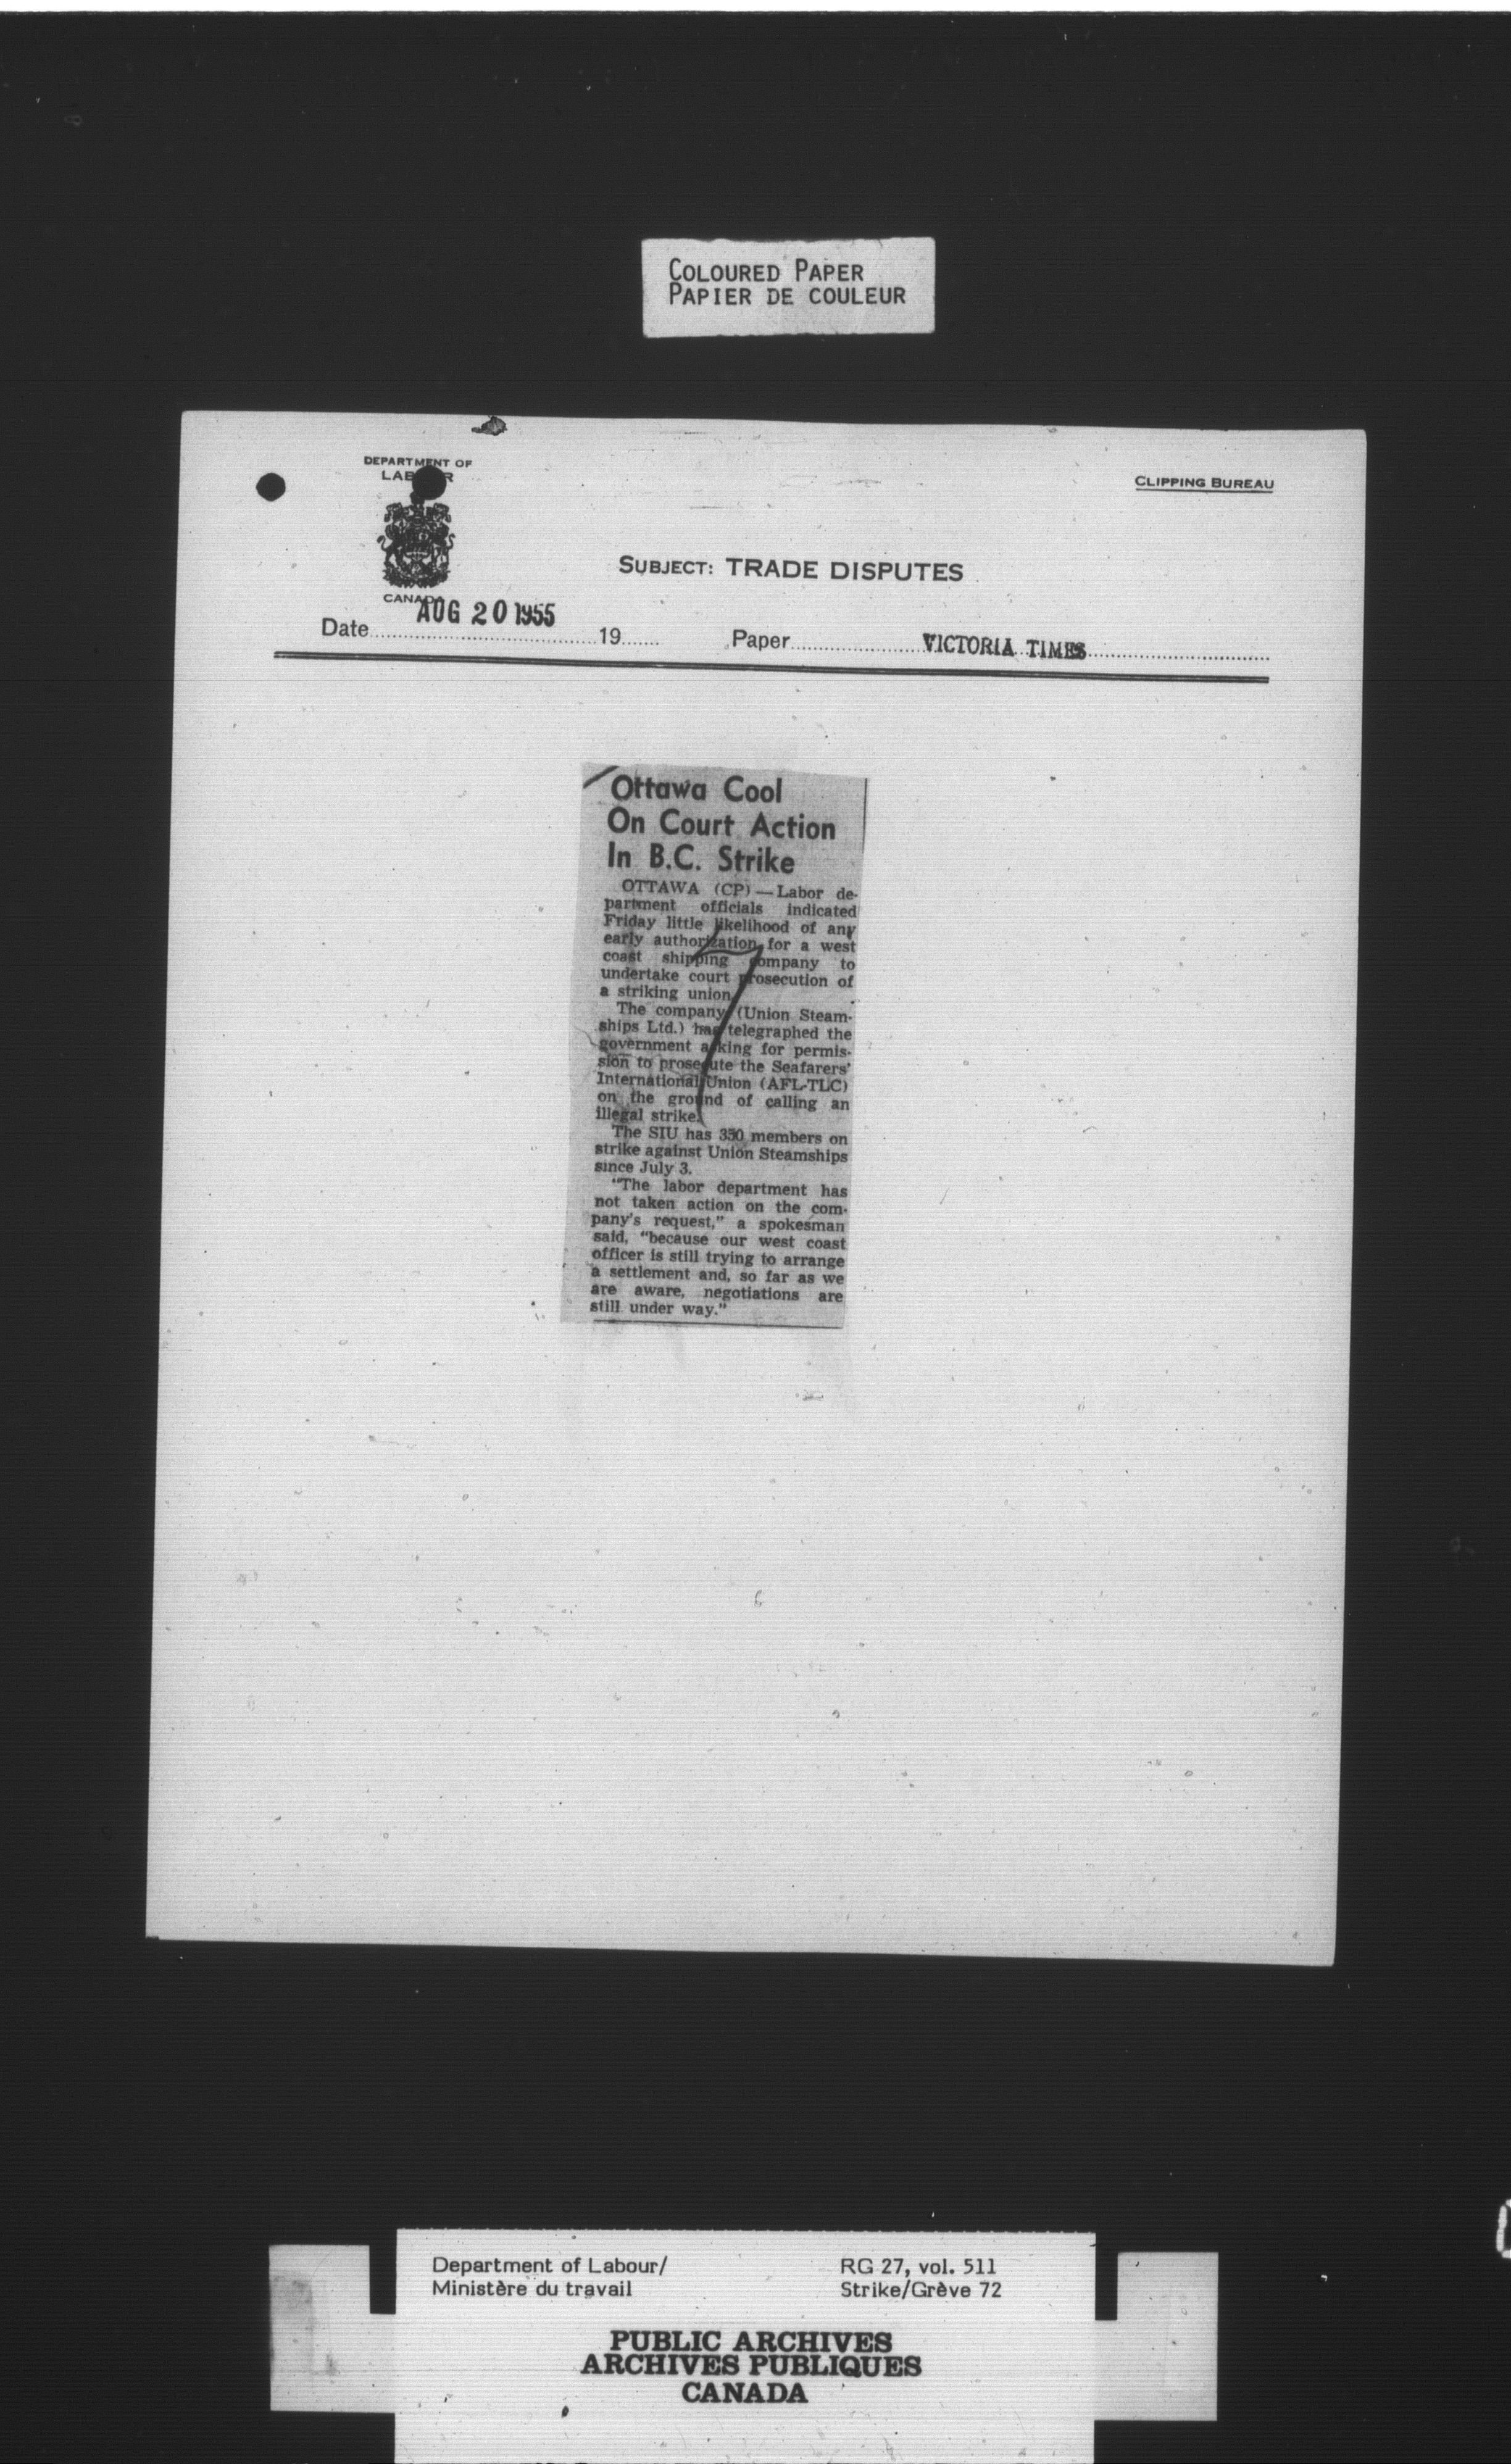 COLOURED PAPER
PAPIER DE COULEUR
DEPARTMENT OF
LABOUR
CANADA
CLIPPING BUREAU
SUBJECT: TRADE DISPUTES
AUG 20 1955
Date 19 Paper VICTORIA TIMES
Ottawa Cool
On Court Action
In B.C. Strike
OTTAWA (CP) — Labor de-
partment officials indicated
Friday little likelihood of any
early authorization for a west
coast shipping company to
undertake court prosecution of
a striking union.
The company (Union Steam-
ships Ltd.) has telegraphed the
government asking for permis-
sion to prosecute the Seafarers'
International Union (AFL-TLC)
on the ground of calling an
illegal strike.
The SIU has 350 members on
strike against Union Steamships
since July 3.
"The labor department has
not taken action on the com-
pany's request," a spokesman
said, "because our west coast
officer is still trying to arrange
a settlement and, so far as we
are aware, negotiations are
still under way."
Department of Labour/
Ministère du travail
RG 27, vol. 511
Strike/Grève 72
PUBLIC ARCHIVES
ARCHIVES PUBLIQUES
CANADA